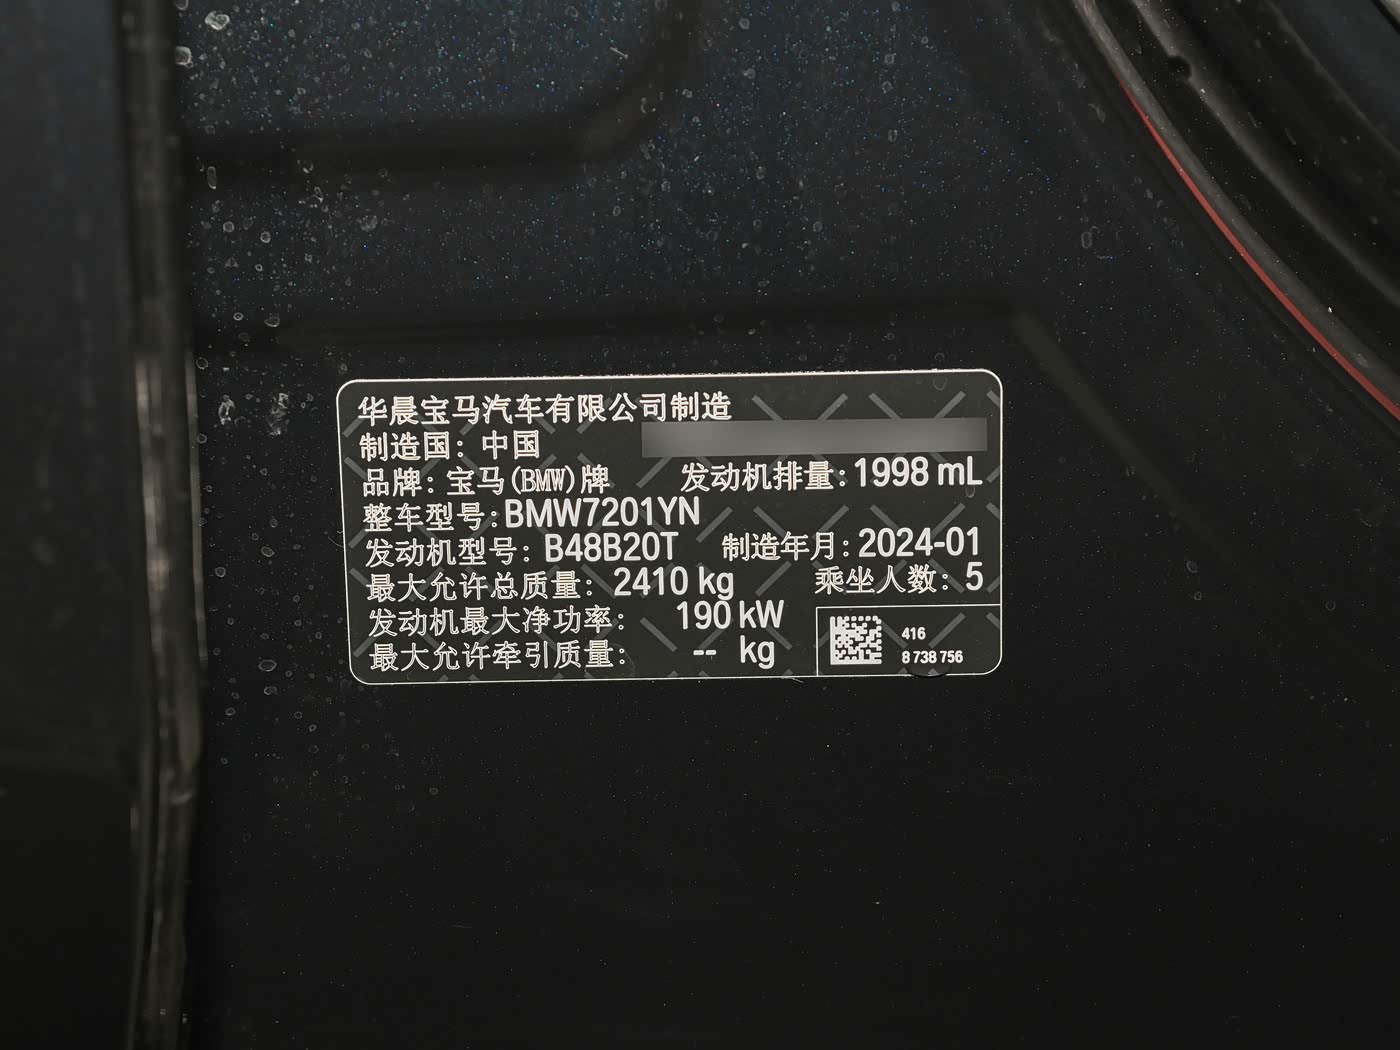 华晨宝马汽车有限公司制造
制造国：中国
品牌：宝马(BMW)牌 发动机排量：1998 mL
整车型号：BMW7201YN
发动机型号：B48B20T 制造年月：2024-01
最大允许总质量：2410 kg 乘坐人数：5
发动机最大净功率：190 kW
最大允许牵引质量：-- kg
416
8 738 756